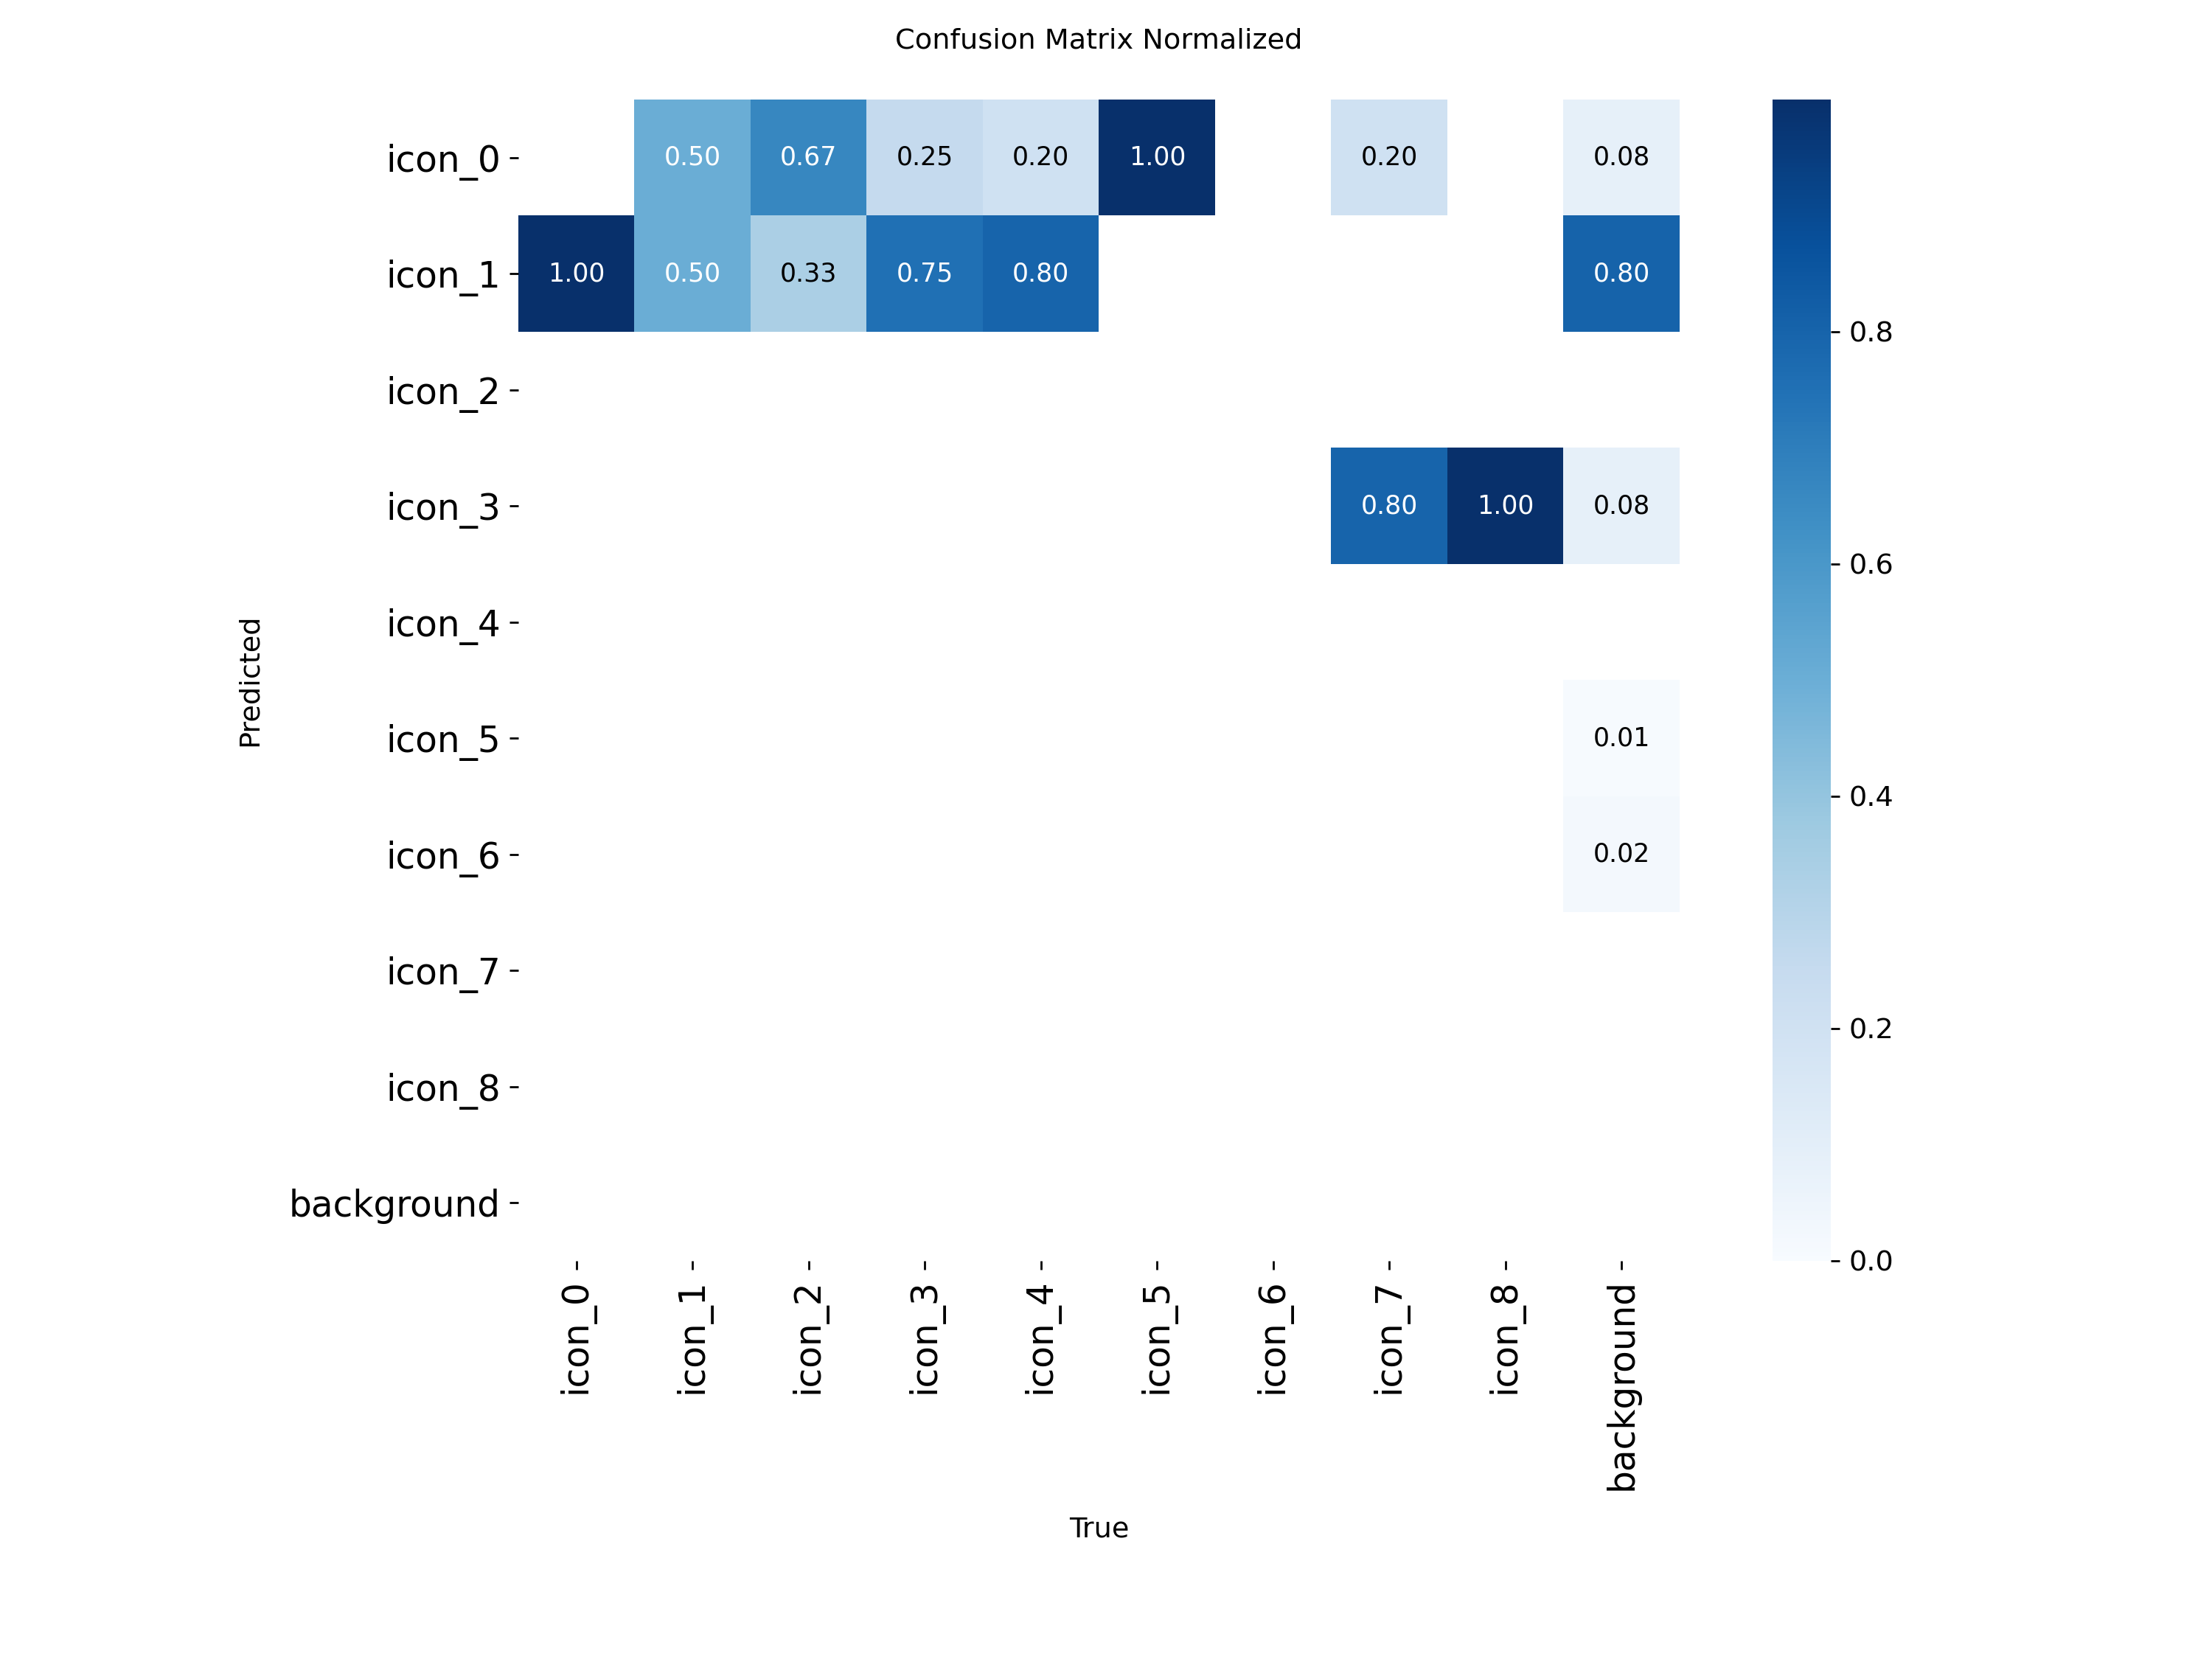 Confusion Matrix Normalized
icon_0 0.50 0.67 0.25 0.20 1.00 0.20 0.08
icon_1 1.00 0.50 0.33 0.75 0.80 0.80
icon_2
icon_3 0.80 1.00 0.08
icon_4
icon_5 0.01
icon_6 0.02
icon_7
icon_8
background
Predicted
icon_0 icon_1 icon_2 icon_3 icon_4 icon_5 icon_6 icon_7 icon_8 background
True
0.8
0.6
0.4
0.2
0.0